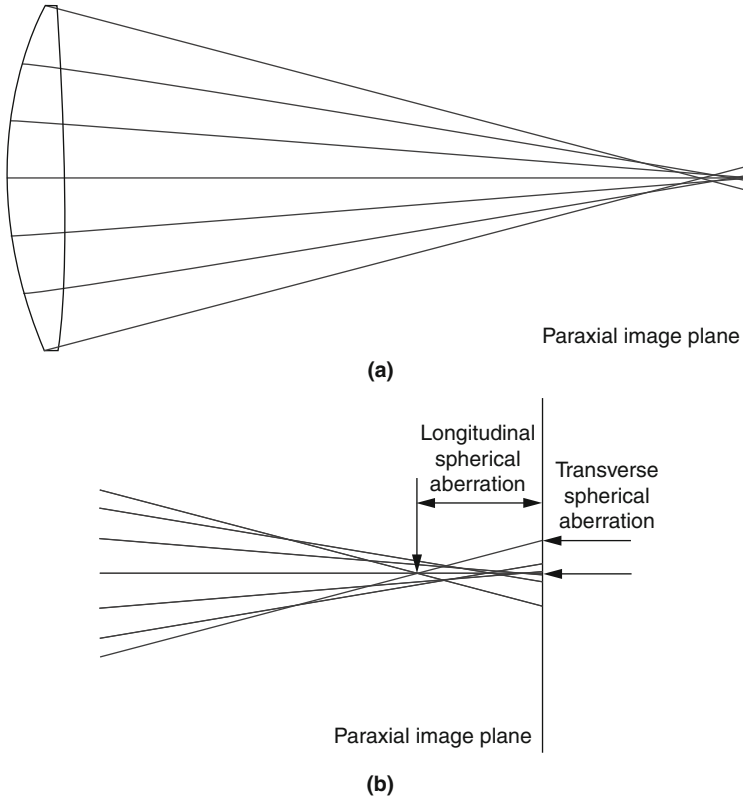 Paraxial image plane
(a)
Longitudinal
spherical
aberration
Transverse
spherical
aberration
Paraxial image plane
(b)